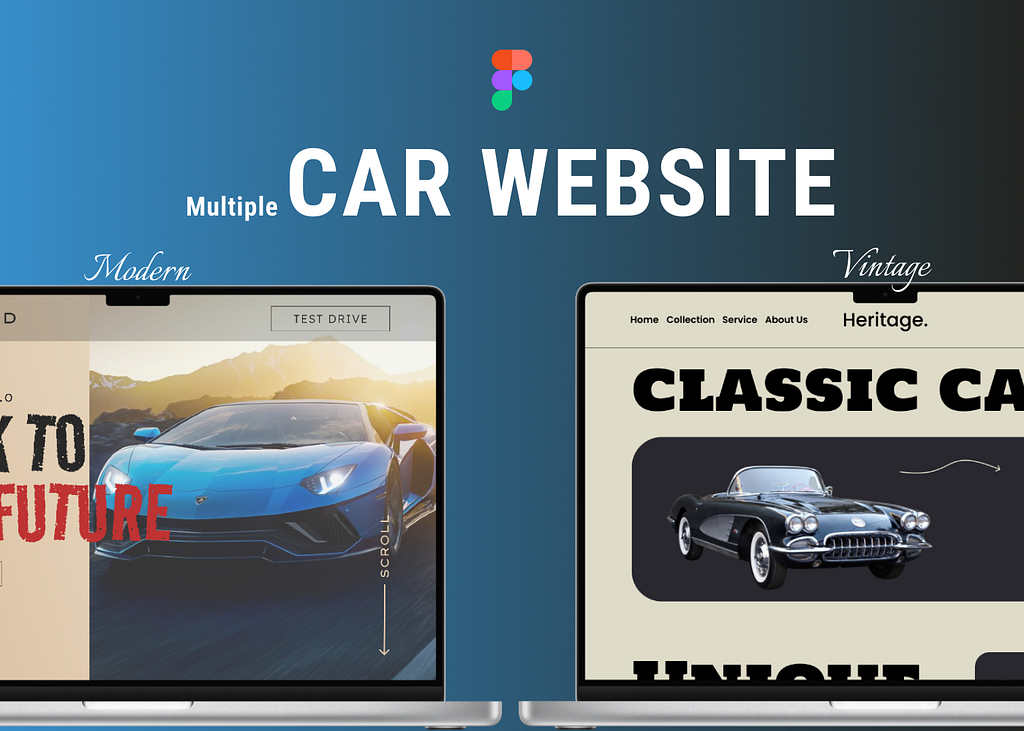 Multiple CAR WEBSITE
Modern
Vintage
D
TEST DRIVE
LO
K TO
FUTURE
SCROLL
Home Collection Service About Us
Heritage.
CLASSIC CA
UNIQUE